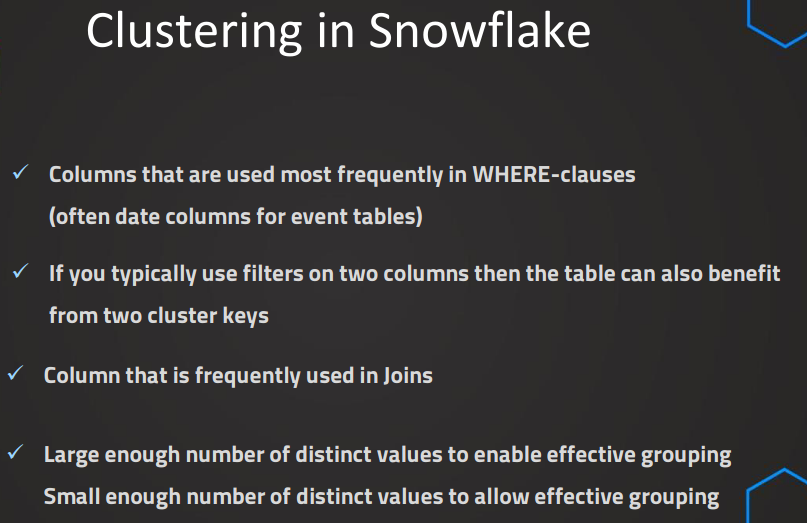 Clustering in Snowflake
✓ Columns that are used most frequently in WHERE-clauses
(often date columns for event tables)
✓ If you typically use filters on two columns then the table can also benefit
from two cluster keys
✓ Column that is frequently used in Joins
✓ Large enough number of distinct values to enable effective grouping
Small enough number of distinct values to allow effective grouping